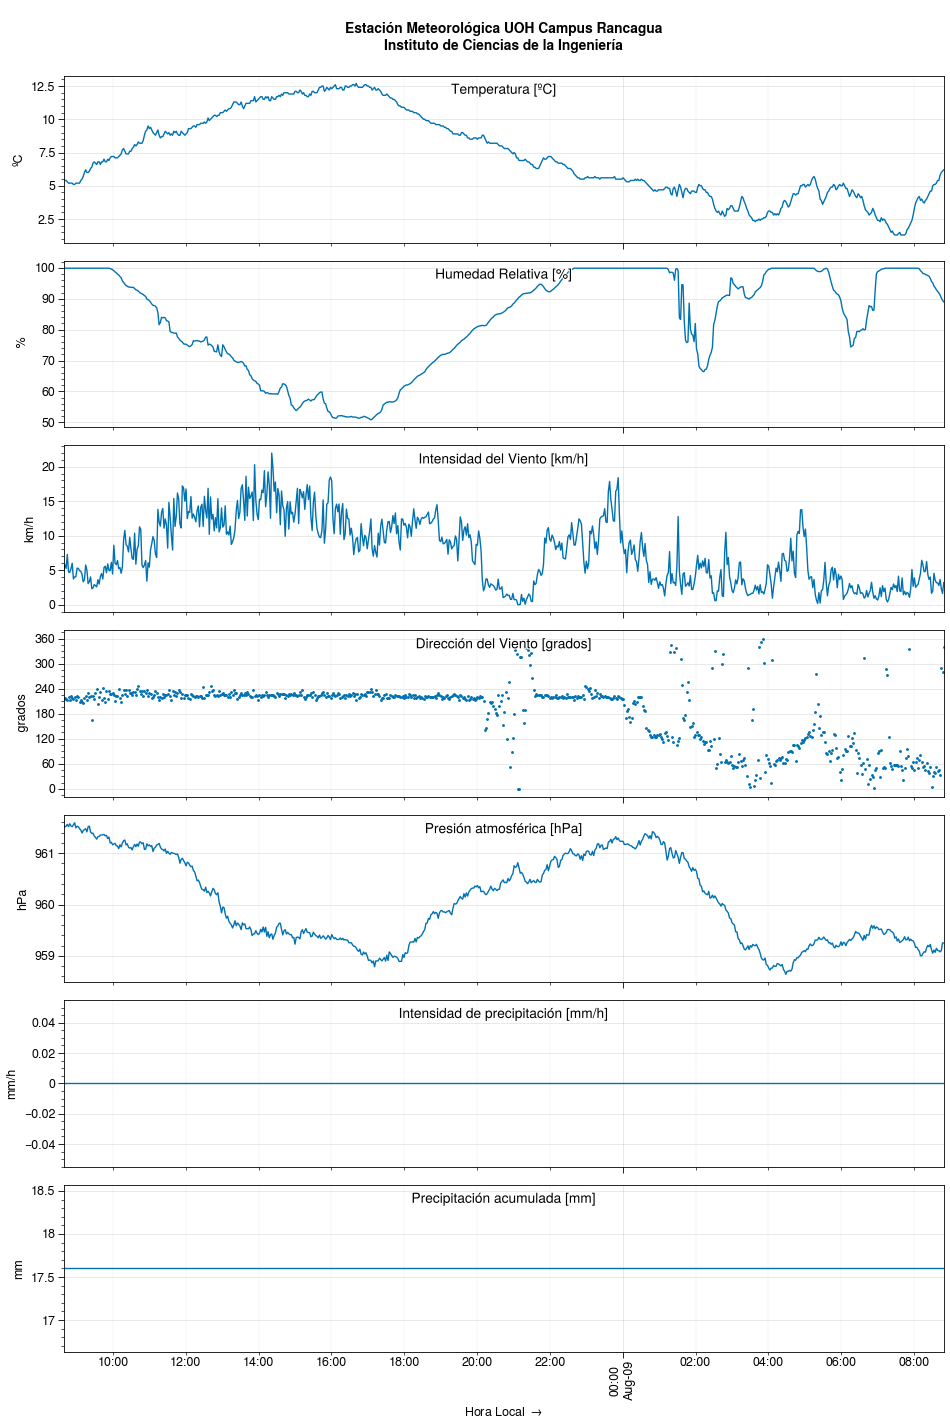 Estación Meteorológica UOH Campus Rancagua
Instituto de Ciencias de la Ingeniería
Temperatura [ºC]
12.5
10
7.5
5
2.5
ºC
Humedad Relativa [%]
100
90
80
70
60
50
%
Intensidad del Viento [km/h]
20
15
10
5
0
km/h
Dirección del Viento [grados]
360
300
240
180
120
60
0
grados
Presión atmosférica [hPa]
961
960
959
hPa
Intensidad de precipitación [mm/h]
0.04
0.02
0
−0.02
−0.04
mm/h
Precipitación acumulada [mm]
18.5
18
17.5
17
mm
10:00 12:00 14:00 16:00 18:00 20:00 22:00 00:00 02:00 04:00 06:00 08:00
Aug-09
Hora Local →